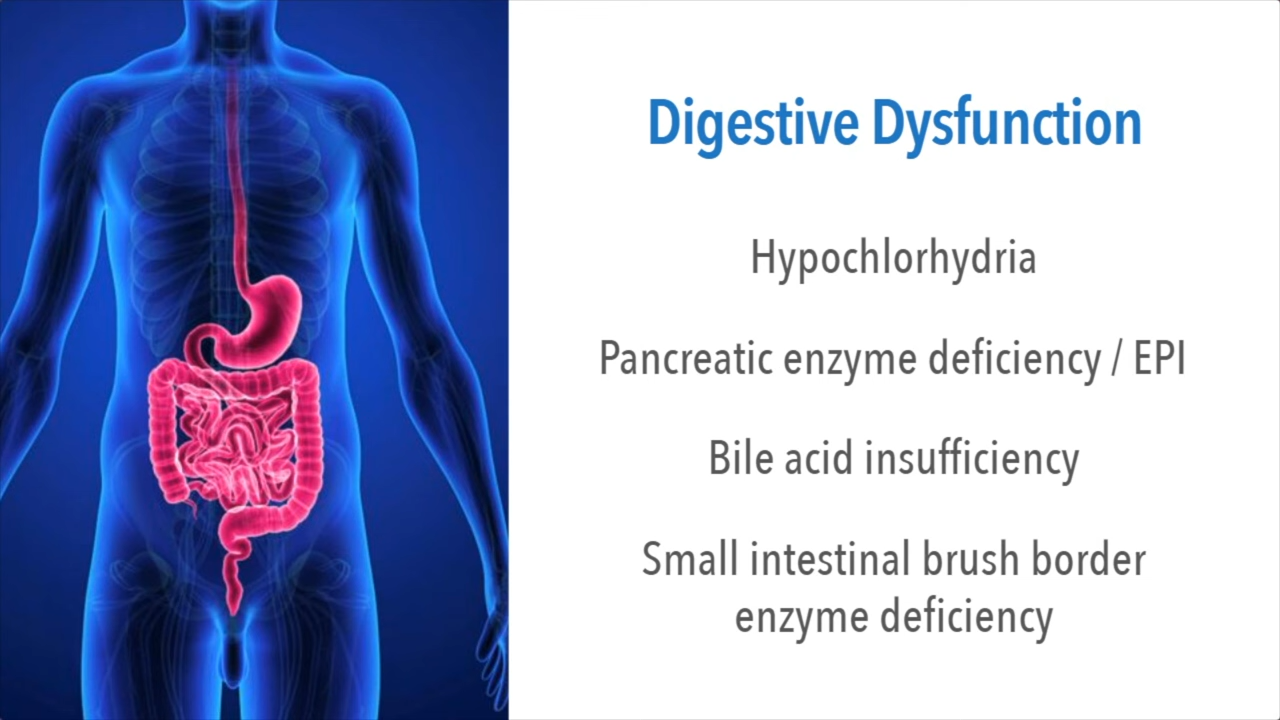 Digestive Dysfunction
Hypochlorhydria
Pancreatic enzyme deficiency / EPI
Bile acid insufficiency
Small intestinal brush border
enzyme deficiency